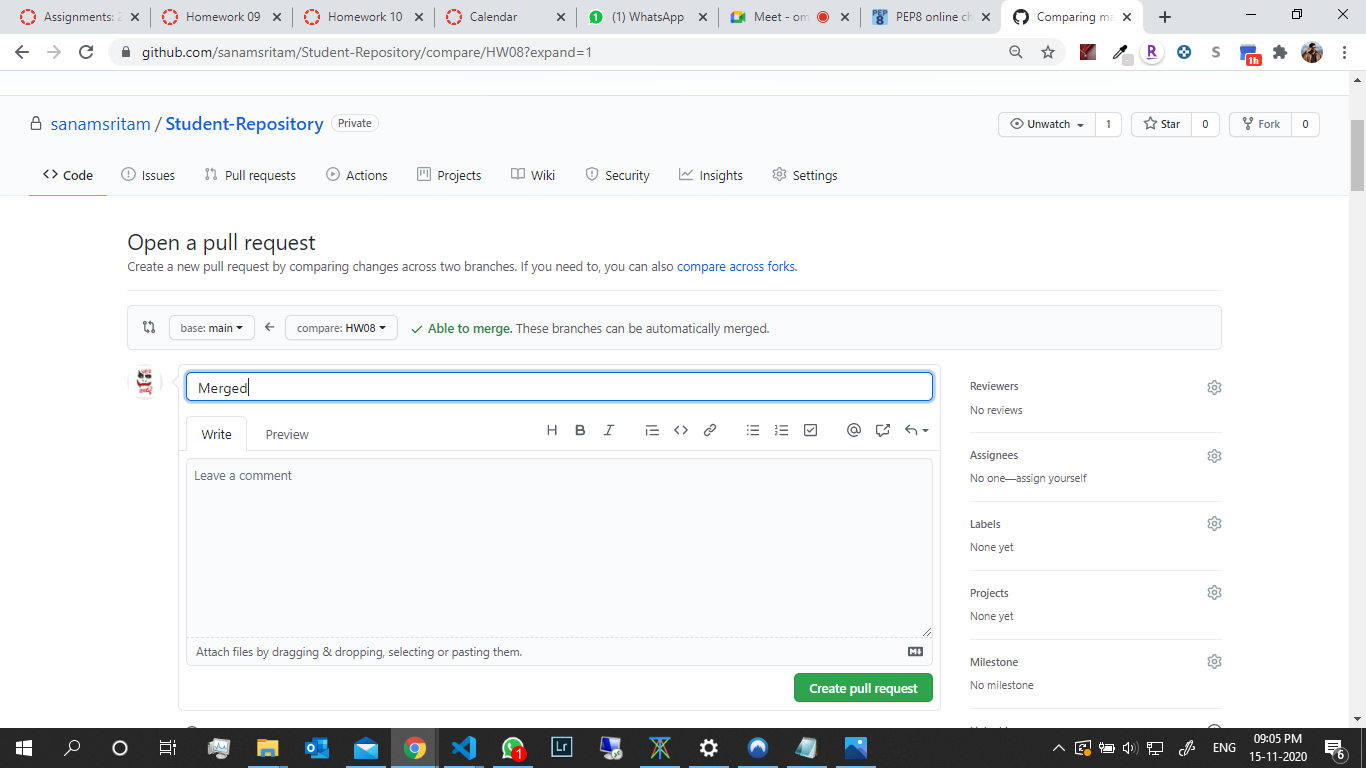 Assignments: 2
Homework 09
Homework 10
Calendar
(1) WhatsApp
Meet - om
PEP8 online ch
Comparing ma
github.com/sanamsritam/Student-Repository/compare/HW08?expand=1
R
S
1h
sanamsritam / Student-Repository Private
Unwatch 1 Star 0 Fork 0
Code Issues Pull requests Actions Projects Wiki Security Insights Settings
Open a pull request
Create a new pull request by comparing changes across two branches. If you need to, you can also compare across forks.
base: main compare: HW08 Able to merge. These branches can be automatically merged.
Merged
Write Preview
Leave a comment
Attach files by dragging & dropping, selecting or pasting them.
Create pull request
Reviewers
No reviews
Assignees
No one—assign yourself
Labels
None yet
Projects
None yet
Milestone
No milestone
Lr
1
ENG
09:05 PM
15-11-2020
6